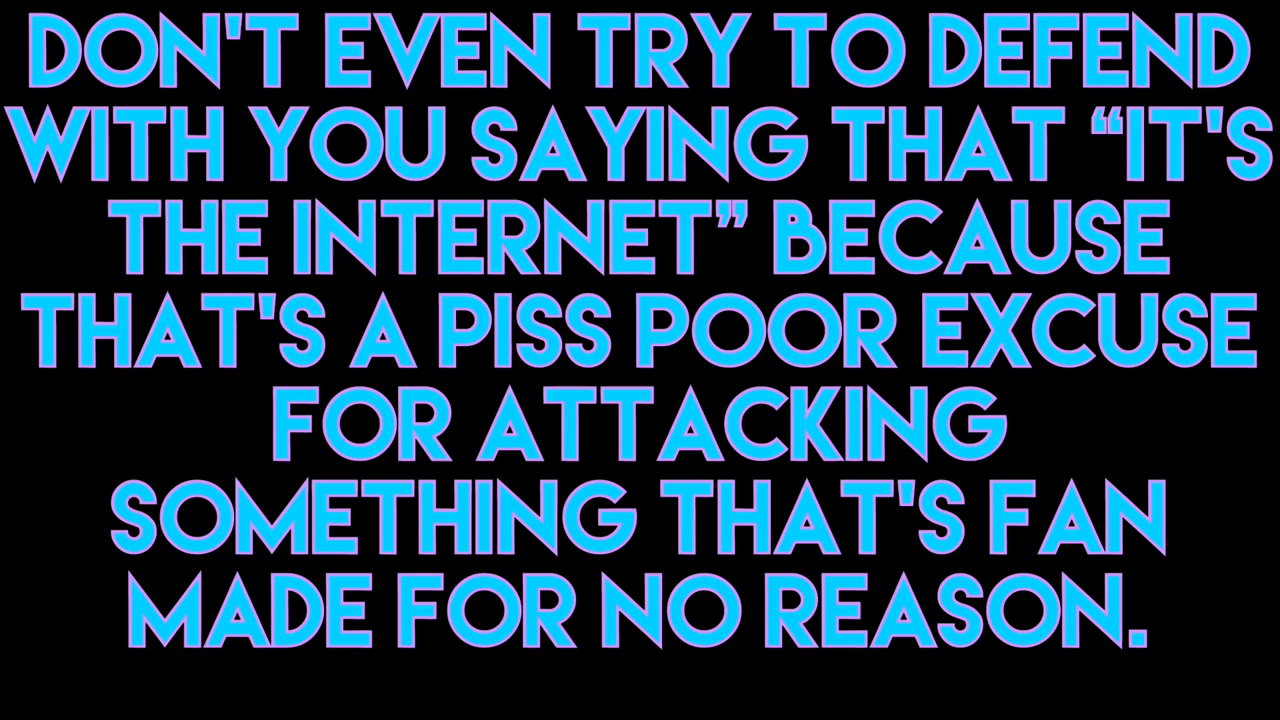 DON'T EVEN TRY TO DEFEND
WITH YOU SAYING THAT “IT'S
THE INTERNET” BECAUSE
THAT'S A PISS POOR EXCUSE
FOR ATTACKING
SOMETHING THAT'S FAN
MADE FOR NO REASON.